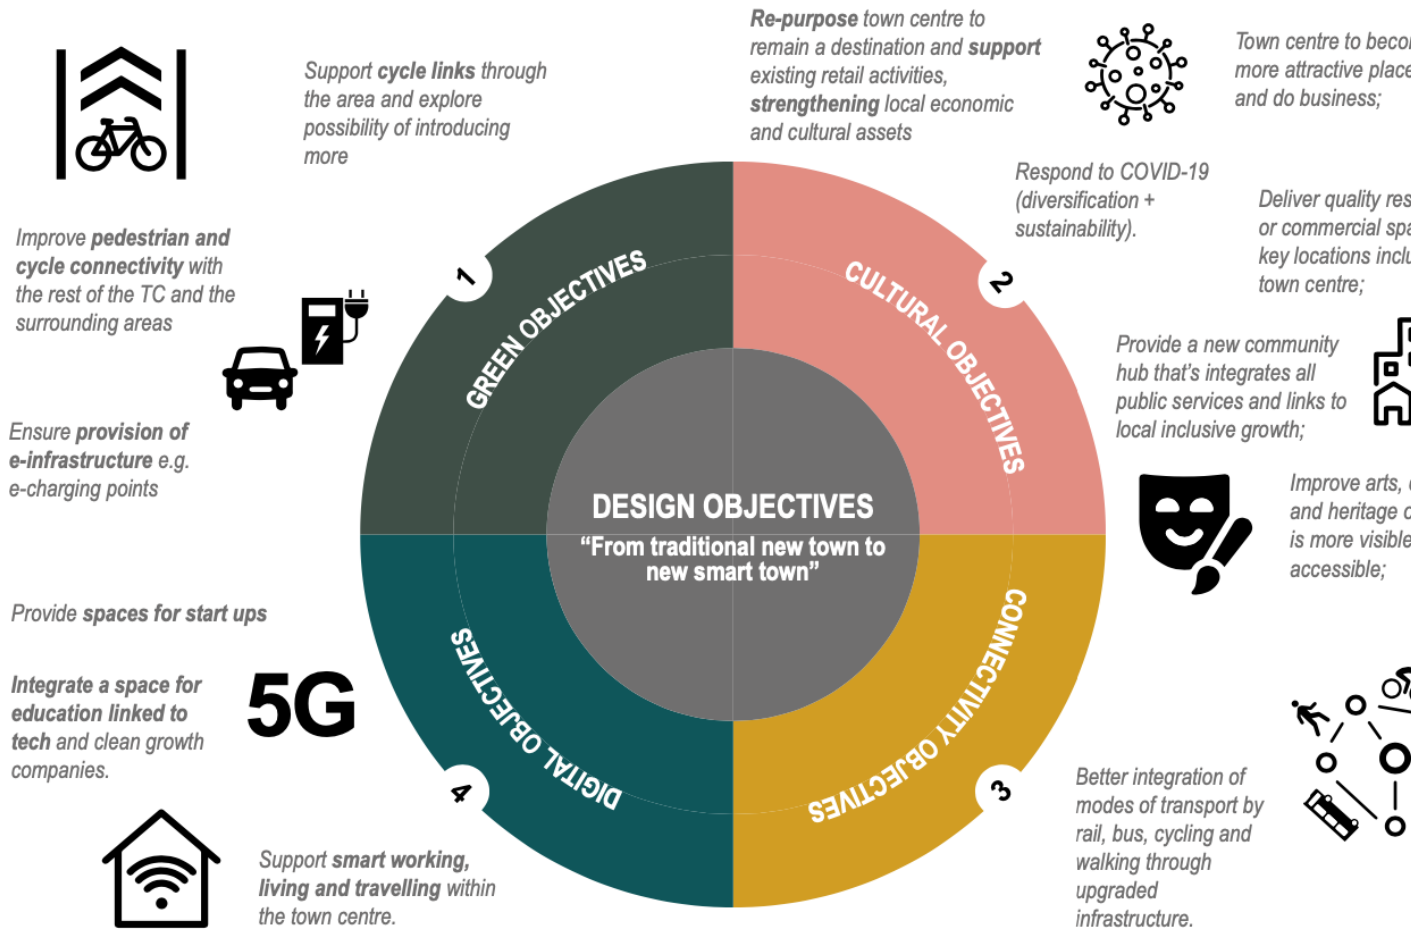 Support cycle links through
the area and explore
possibility of introducing
more
Improve pedestrian and
cycle connectivity with
the rest of the TC and the
surrounding areas
Ensure provision of
e-infrastructure e.g.
e-charging points
1
GREEN OBJECTIVES
Re-purpose town centre to
remain a destination and support
existing retail activities,
strengthening local economic
and cultural assets
Respond to COVID-19
(diversification +
sustainability).
Town centre to
more attractive place
and do business;
Deliver quality
or commercial
key locations
town centre;
Provide a new community
hub that's integrates all
public services and links to
local inclusive growth;
Improve arts,
and heritage
is more visible
accessible;
2
CULTURAL OBJECTIVES
DESIGN OBJECTIVES
“From traditional new town to
new smart town”
3
CONNECTIVITY OBJECTIVES
Better integration of
modes of transport by
rail, bus, cycling and
walking through
upgraded
infrastructure.
4
DIGITAL OBJECTIVES
Provide spaces for start ups
Integrate a space for
education linked to
tech and clean growth
companies.
5G
Support smart working,
living and travelling within
the town centre.